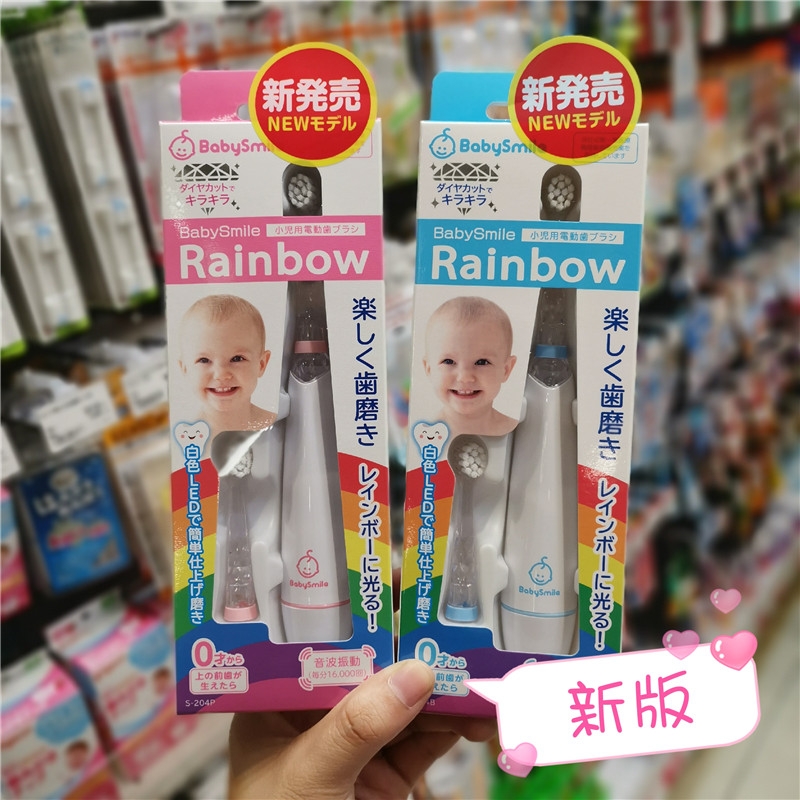 新発売
NEWモデル
BabySmile
ダイヤカットで
キラキラ
BabySmile 小児用電動歯ブラシ
Rainbow
楽しく歯磨き レインボーに光る!
白色LEDで簡単仕上げ磨き
BabySmile
0才から
上の前歯が
生えたら
音波振動
(毎分16,000回)
S-204P
新発売
NEWモデル
BabySmile
ダイヤカットで
キラキラ
BabySmile 小児用電動歯ブラシ
Rainbow
楽しく歯磨き レインボーに光る!
白色LEDで簡単仕上げ磨き
BabySmile
0才から
上の前歯が
生えたら
新版